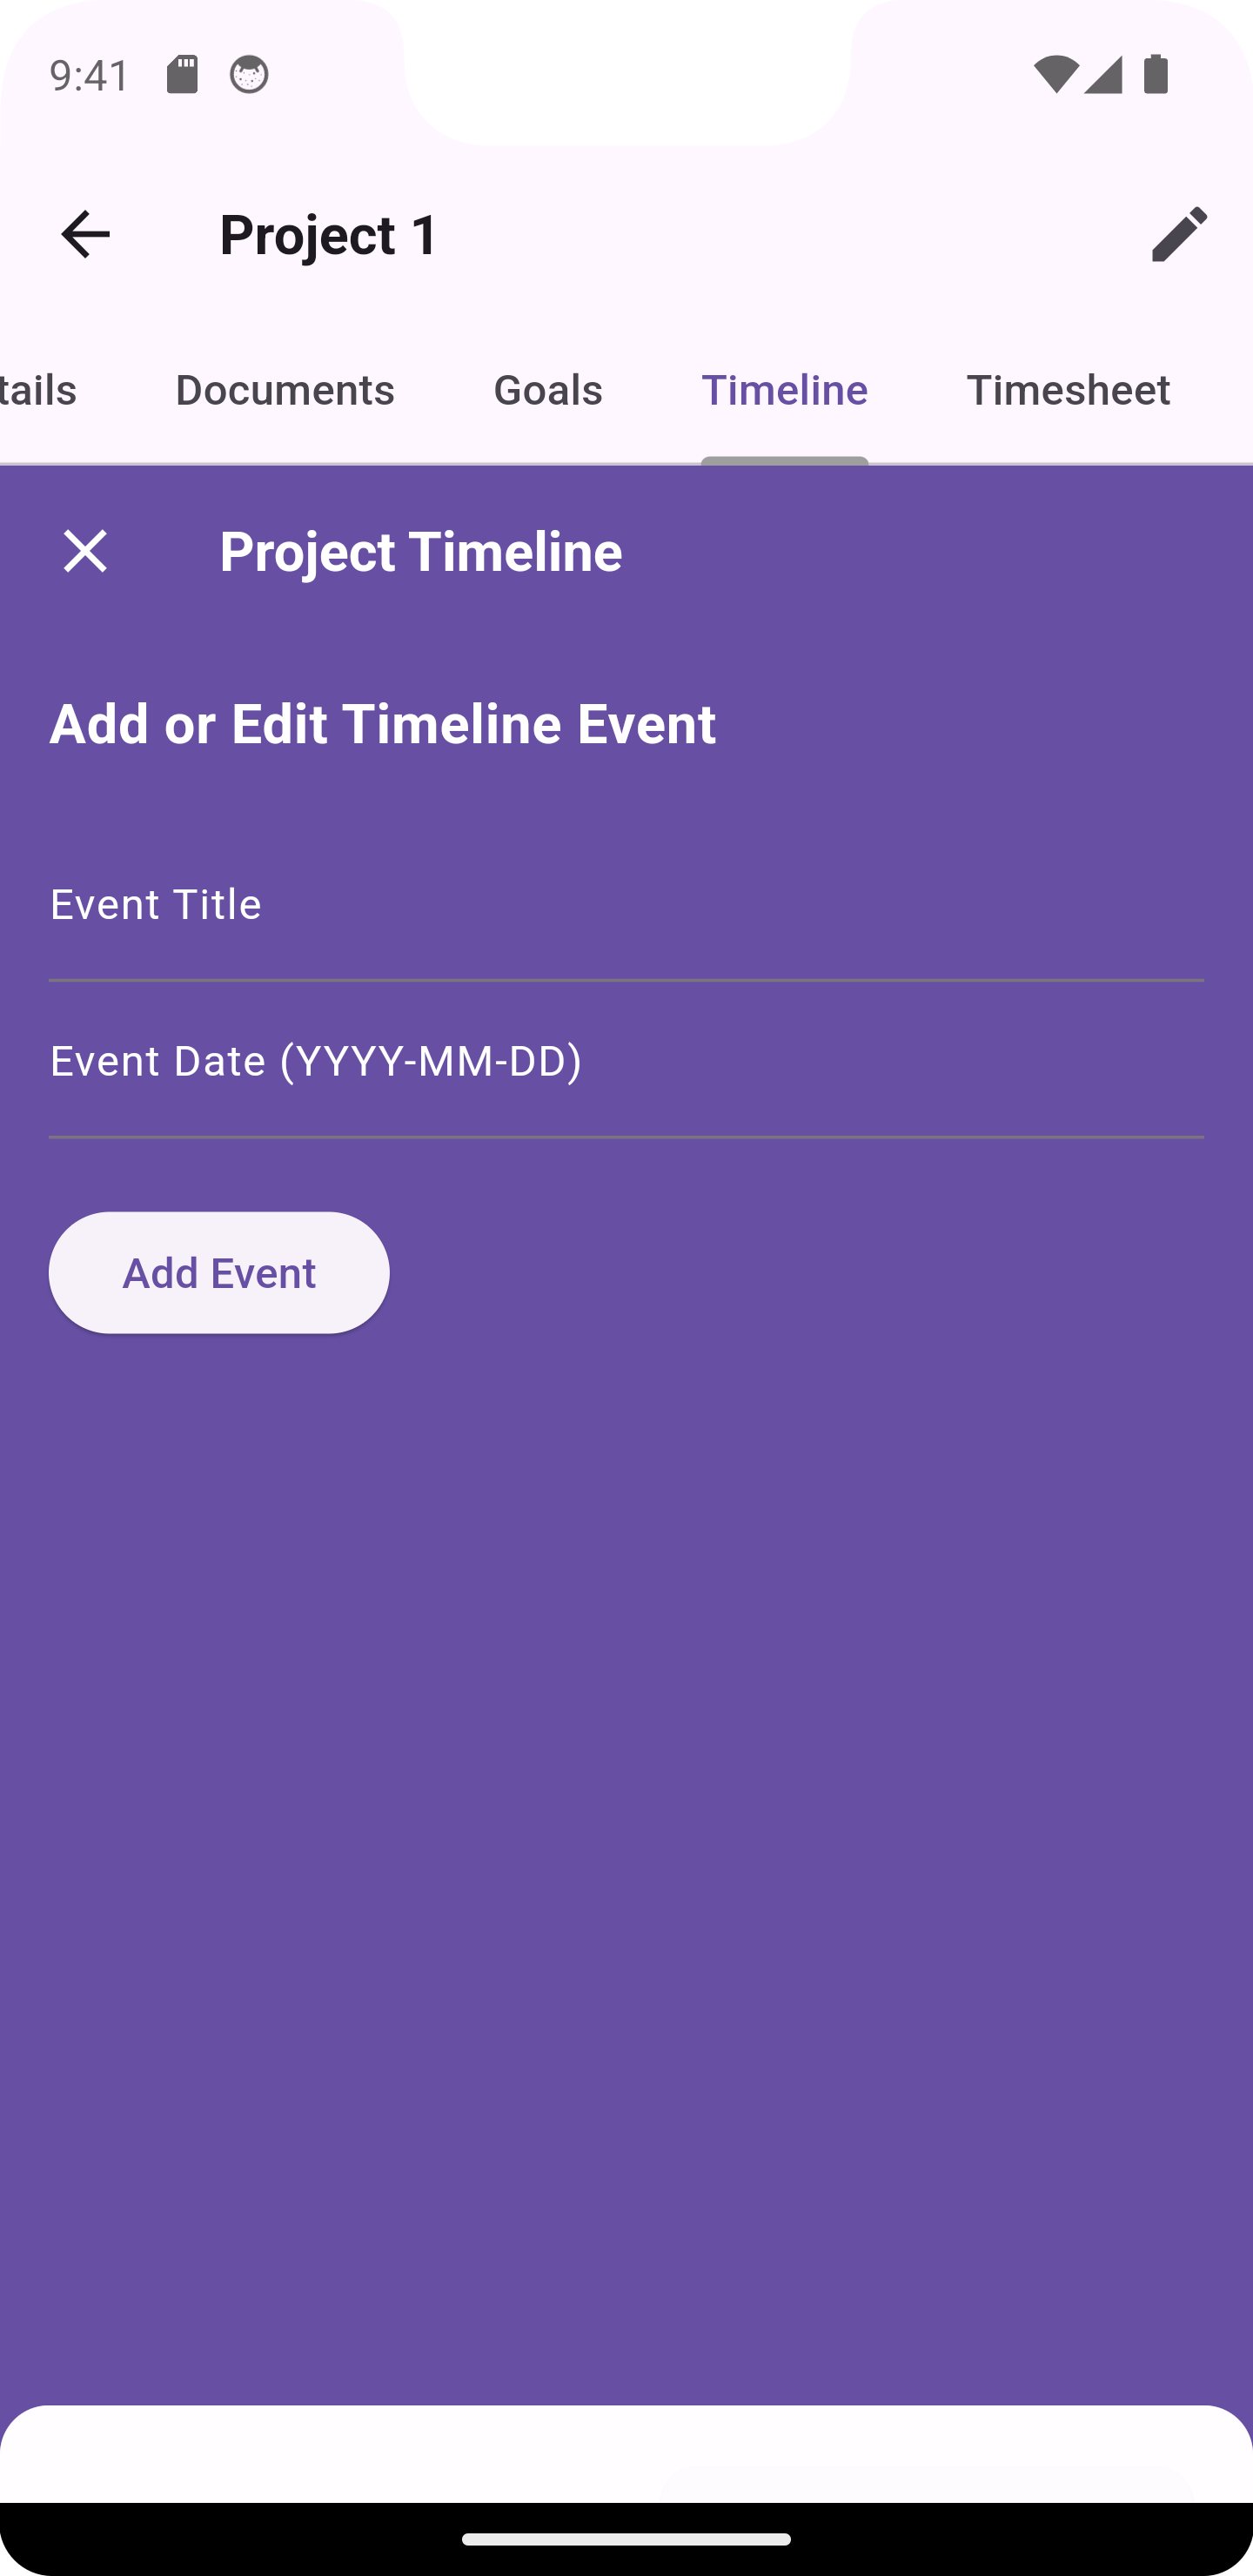 9:41
Project 1
tails Documents Goals Timeline Timesheet
Project Timeline
Add or Edit Timeline Event
Event Title
Event Date (YYYY-MM-DD)
Add Event